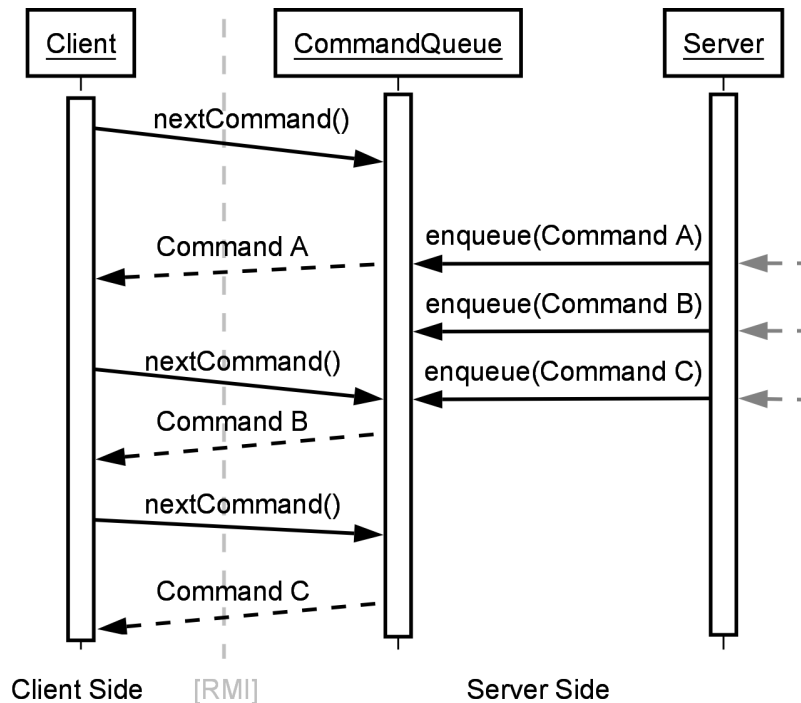 Client
CommandQueue
Server
nextCommand()
Command A
enqueue(Command A)
enqueue(Command B)
nextCommand()
enqueue(Command C)
Command B
nextCommand()
Command C
Client Side
[RMI]
Server Side